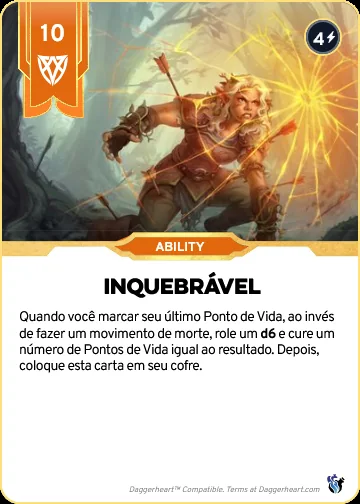 10
4
ABILITY
INQUEBRÁVEL
Quando você marcar seu último Ponto de Vida, ao invés
de fazer um movimento de morte, role um d6 e cure um
número de Pontos de Vida igual ao resultado. Depois,
coloque esta carta em seu cofre.
Daggerheart™ Compatible. Terms at Daggerheart.com